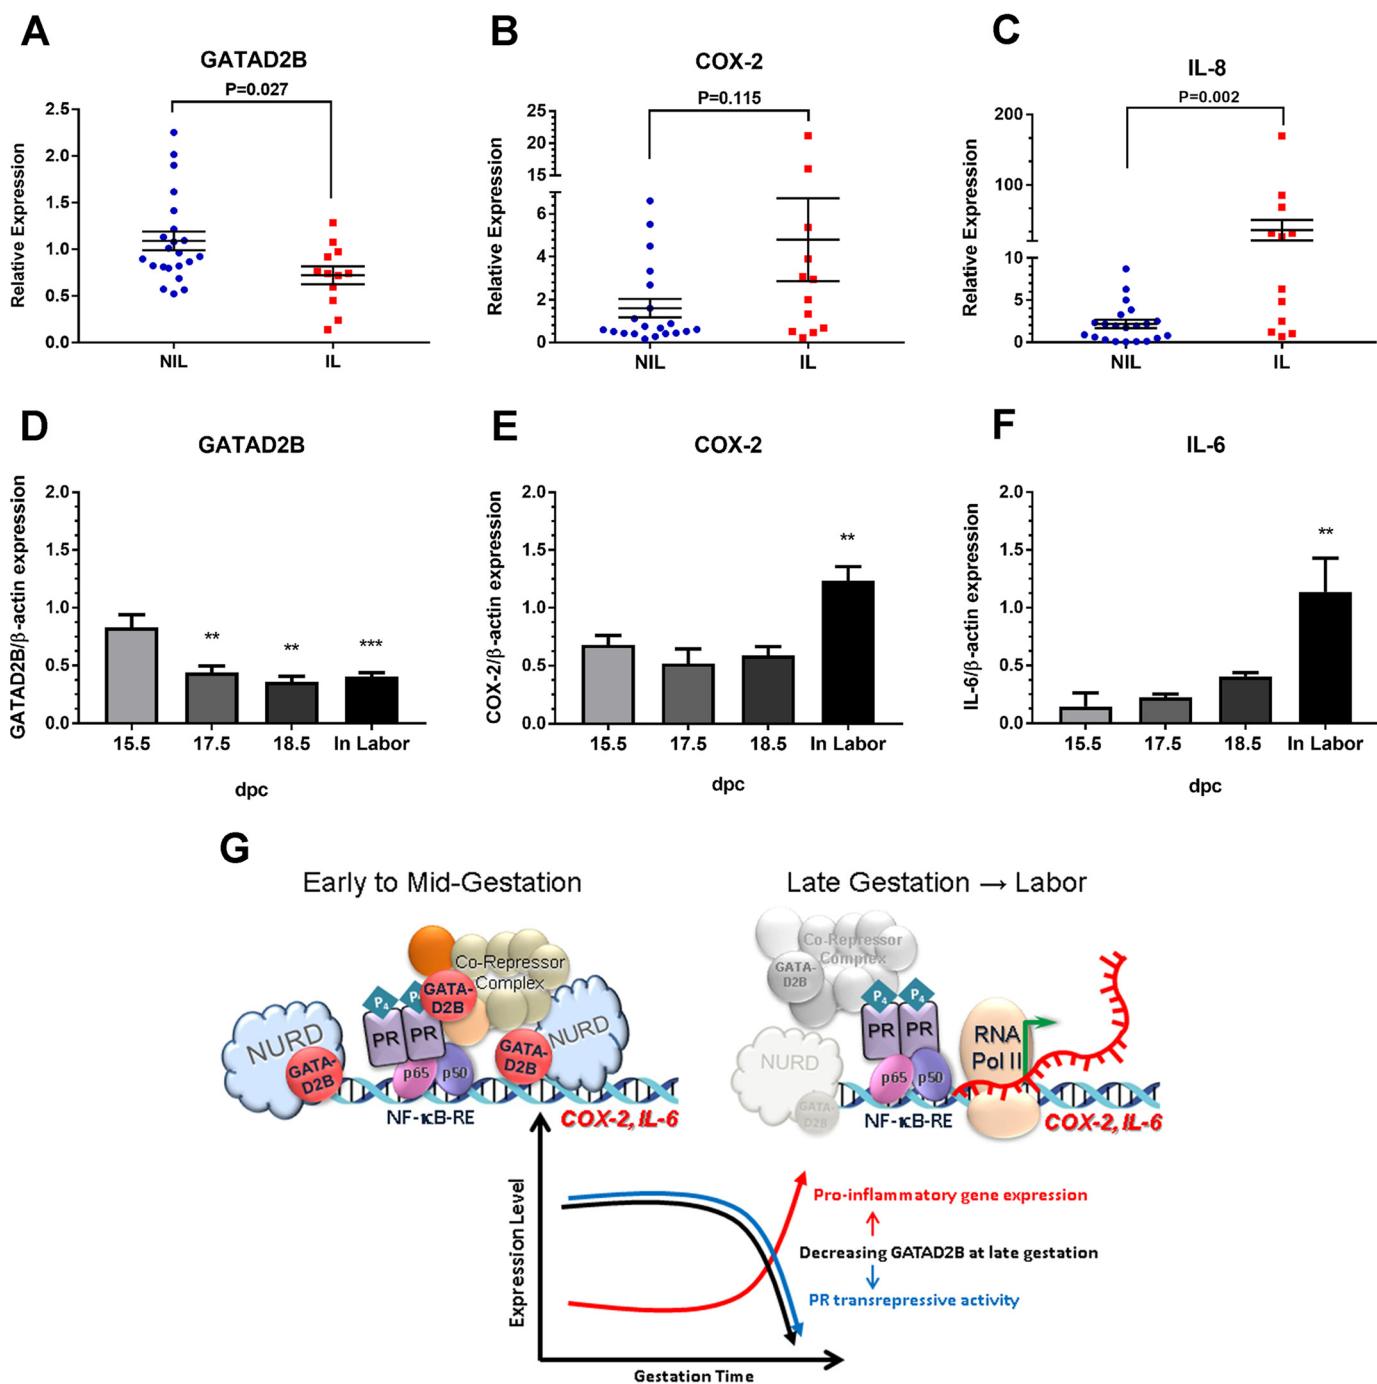 A
GATAD2B
P=0.027
Relative Expression
2.5
2.0
1.5
1.0
0.5
0.0
NIL
IL
B
COX-2
P=0.115
Relative Expression
25
20
15
6
4
2
0
NIL
IL
C
IL-8
P=0.002
Relative Expression
200
100
10
5
0
NIL
IL
D
GATAD2B
GATAD2B/β-actin expression
2.0
1.5
1.0
0.5
0.0
**
**
***
15.5
17.5
18.5
In Labor
dpc
E
COX-2
COX-2/β-actin expression
2.0
1.5
1.0
0.5
0.0
**
15.5
17.5
18.5
In Labor
dpc
F
IL-6
IL-6/β-actin expression
2.0
1.5
1.0
0.5
0.0
**
15.5
17.5
18.5
In Labor
dpc
G
Early to Mid-Gestation
Co-Repressor
Complex
GATA-
D2B
P4
P4
PR
PR
NURD
GATA-
D2B
p65
p50
GATA-
D2B
NURD
NF-κB-RE
COX-2, IL-6
Late Gestation → Labor
Co-Repressor
Complex
GATA-
D2B
P4
P4
PR
PR
NURD
GATA-
D2B
p65
p50
RNA
Pol II
NF-κB-RE
COX-2, IL-6
Expression Level
Pro-inflammatory gene expression
Decreasing GATAD2B at late gestation
PR transrepressive activity
Gestation Time